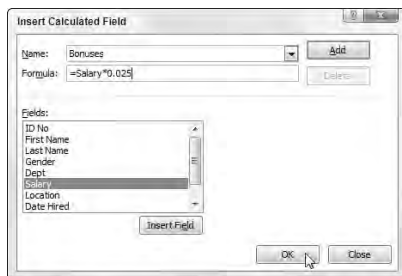 Insert Calculated Field
Name: Bonuses Add
Formula: =Salary*0.025 Delete
Fields:
ID No
First Name
Last Name
Gender
Dept
Salary
Location
Date Hired
Insert Field
OK Close